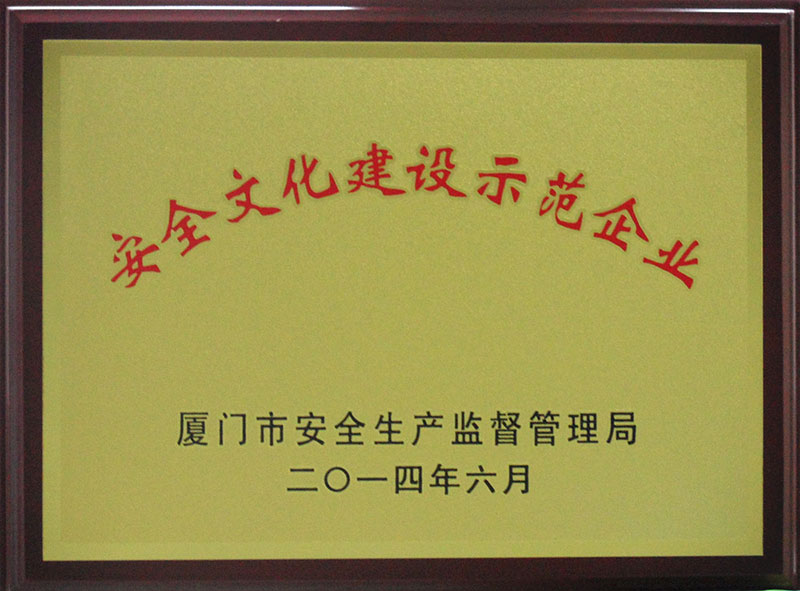 安全文化建设示范企业
厦门市安全生产监督管理局
二〇一四年六月